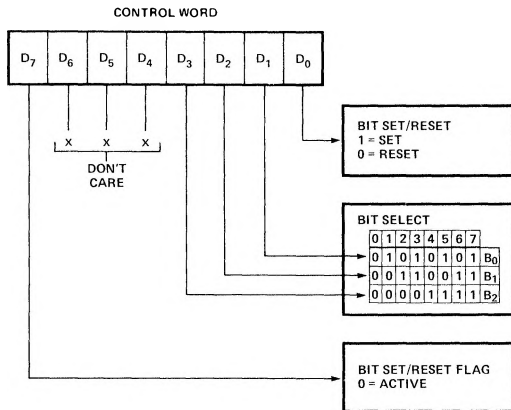 CONTROL WORD
D7 D6 D5 D4 D3 D2 D1 D0
X X X
DON'T
CARE
BIT SET/RESET
1 = SET
0 = RESET
BIT SELECT
0 1 2 3 4 5 6 7
0 1 0 1 0 1 0 1 B0
0 0 1 1 0 0 1 1 B1
0 0 0 0 1 1 1 1 B2
BIT SET/RESET FLAG
0 = ACTIVE